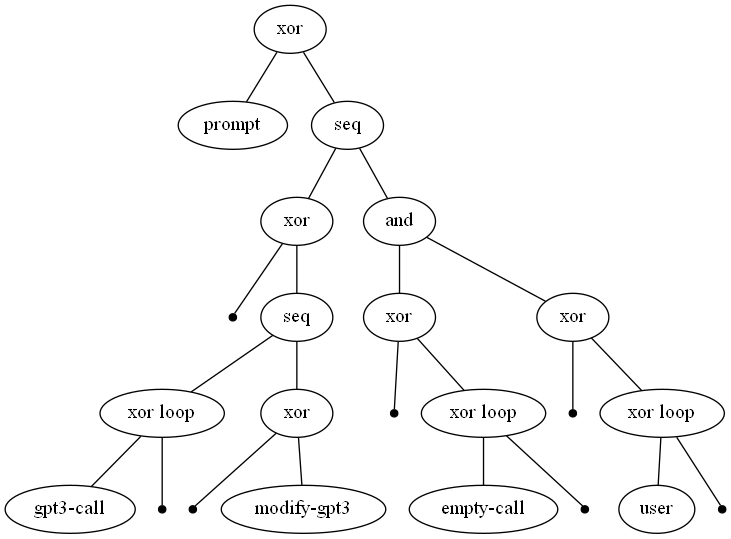 xor
prompt
seq
xor
and
seq
xor
xor
xor loop
xor
xor loop
xor loop
gpt3-call
modify-gpt3
empty-call
user